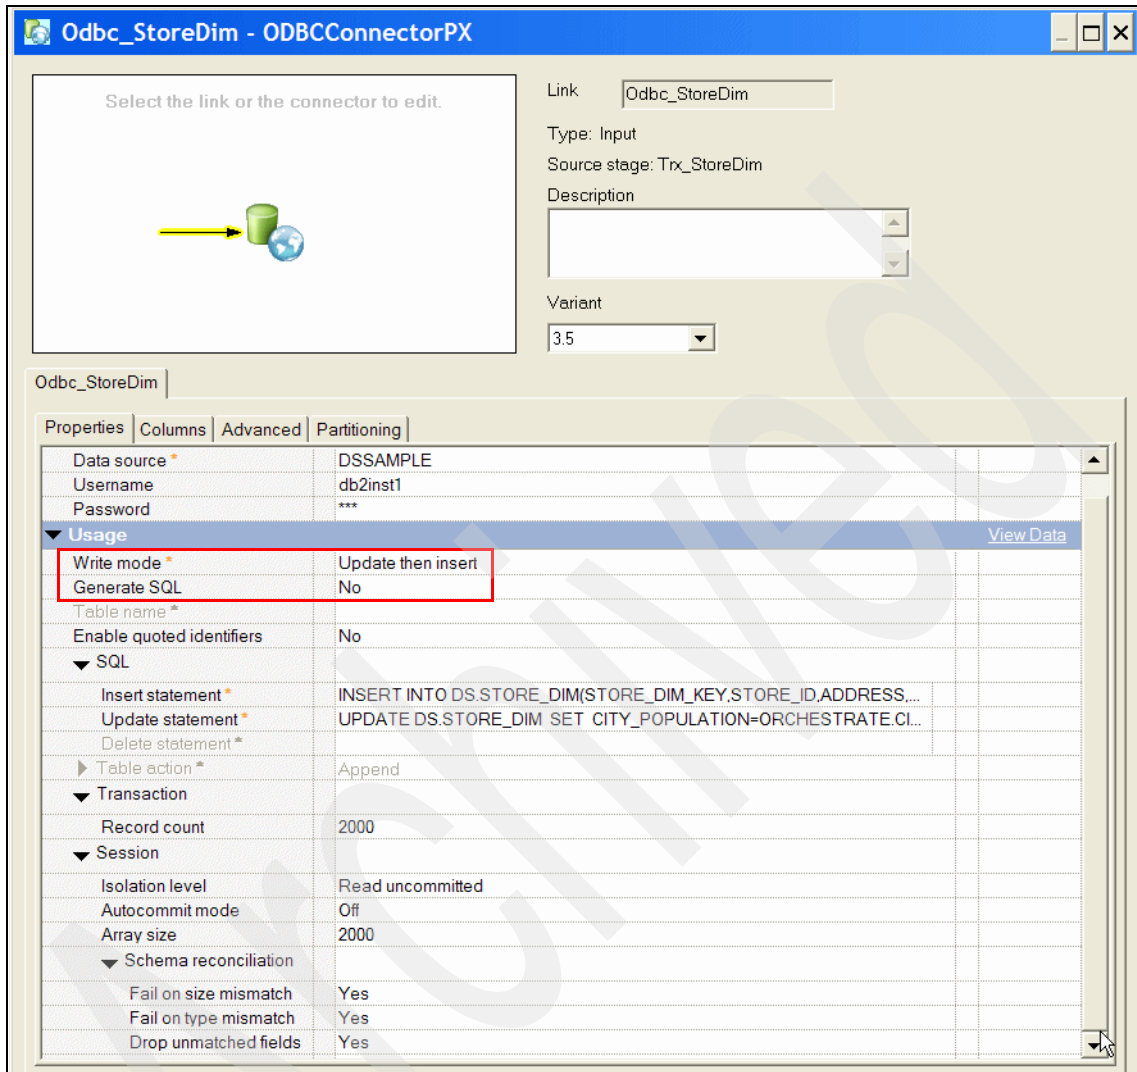 Odbc_StoreDim - ODBCConnectorPX
Select the link or the connector to edit.
Link Odbc_StoreDim
Type: Input
Source stage: Trx_StoreDim
Description
Variant
3.5
Odbc_StoreDim
Properties Columns Advanced Partitioning
Data source * DSSAMPLE
Username db2inst1
Password ***
Usage View Data
Write mode * Update then insert
Generate SQL No
Table name *
Enable quoted identifiers No
SQL
Insert statement * INSERT INTO DS.STORE_DIM(STORE_DIM_KEY,STORE_ID,ADDRESS,...
Update statement * UPDATE DS.STORE_DIM SET CITY_POPULATION=ORCHESTRATE.CI...
Delete statement *
Table action * Append
Transaction
Record count 2000
Session
Isolation level Read uncommitted
Autocommit mode Off
Array size 2000
Schema reconciliation
Fail on size mismatch Yes
Fail on type mismatch Yes
Drop unmatched fields Yes
Archived